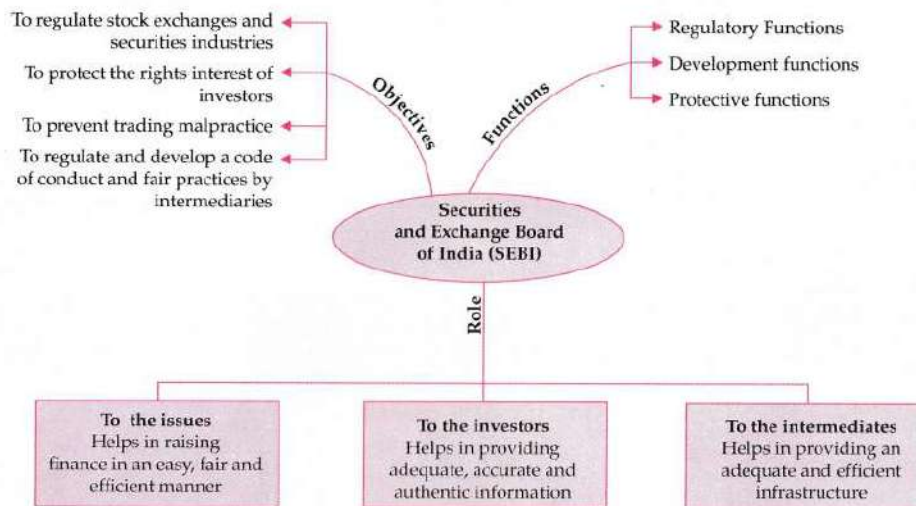 To regulate stock exchanges and
securities industries
To protect the rights interest of
investors
To prevent trading malpractice
To regulate and develop a code
of conduct and fair practices by
intermediaries
Objectives
Functions
Regulatory Functions
Development functions
Protective functions
Securities
and Exchange Board
of India (SEBI)
Role
To the issues
Helps in raising
finance in an easy, fair and
efficient manner
To the investors
Helps in providing
adequate, accurate and
authentic information
To the intermediates
Helps in providing an
adequate and efficient
infrastructure